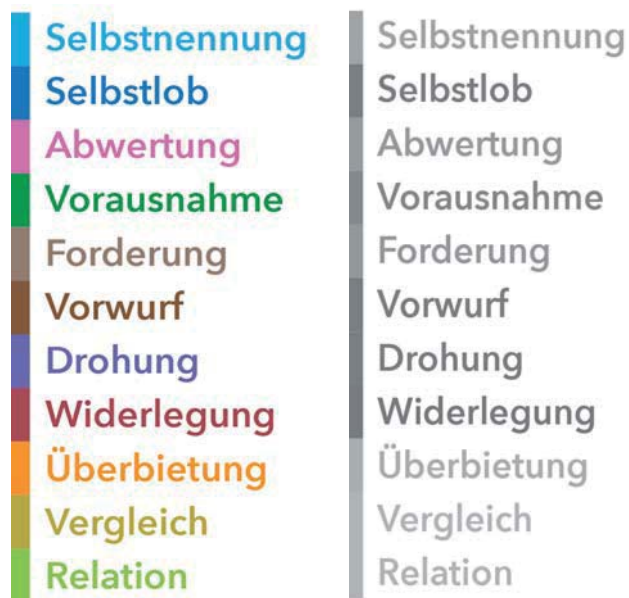 Selbstnennung
Selbstlob
Abwertung
Vorausnahme
Forderung
Vorwurf
Drohung
Widerlegung
Überbietung
Vergleich
Relation
Selbstnennung
Selbstlob
Abwertung
Vorausnahme
Forderung
Vorwurf
Drohung
Widerlegung
Überbietung
Vergleich
Relation